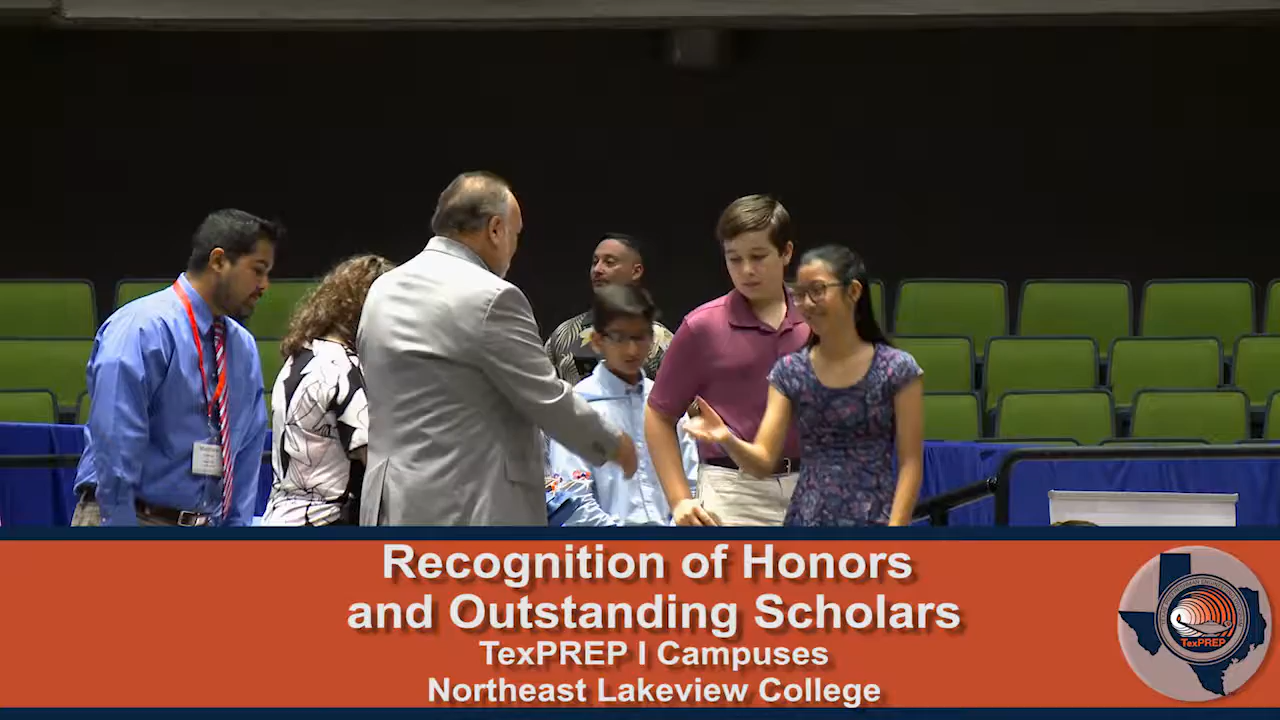 Recognition of Honors
and Outstanding Scholars
TexPREP I Campuses
Northeast Lakeview College
TexPREP